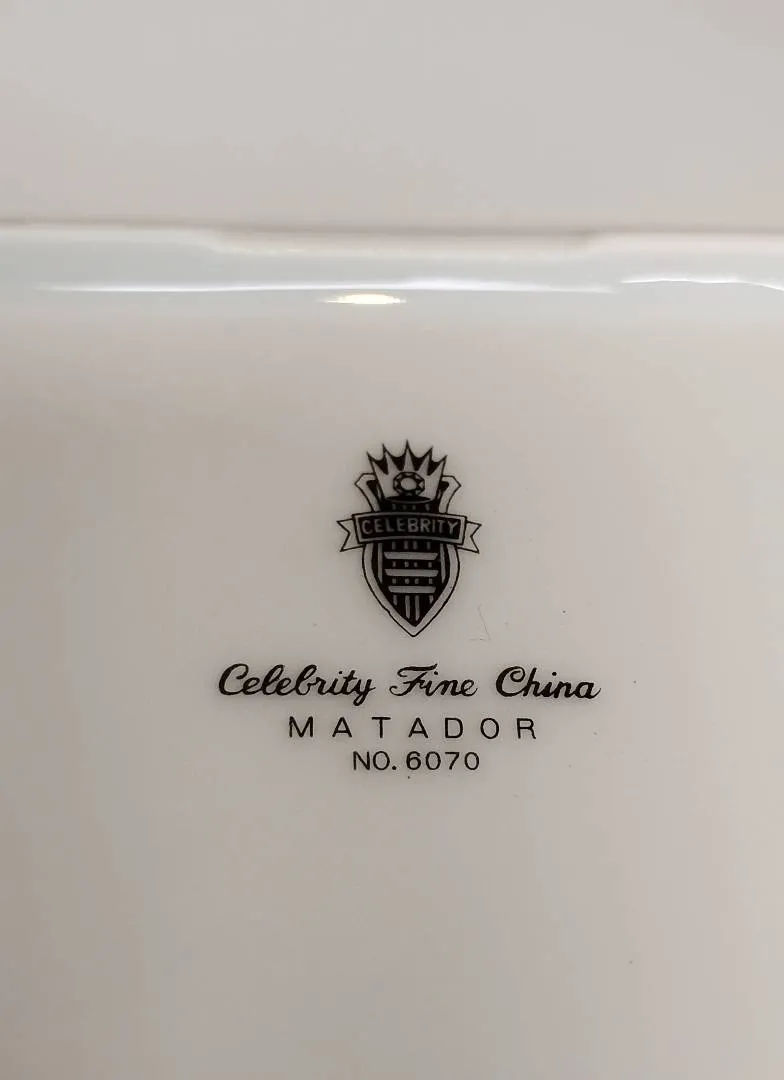 CELEBRITY
Celebrity Fine China
MATADOR
NO. 6070